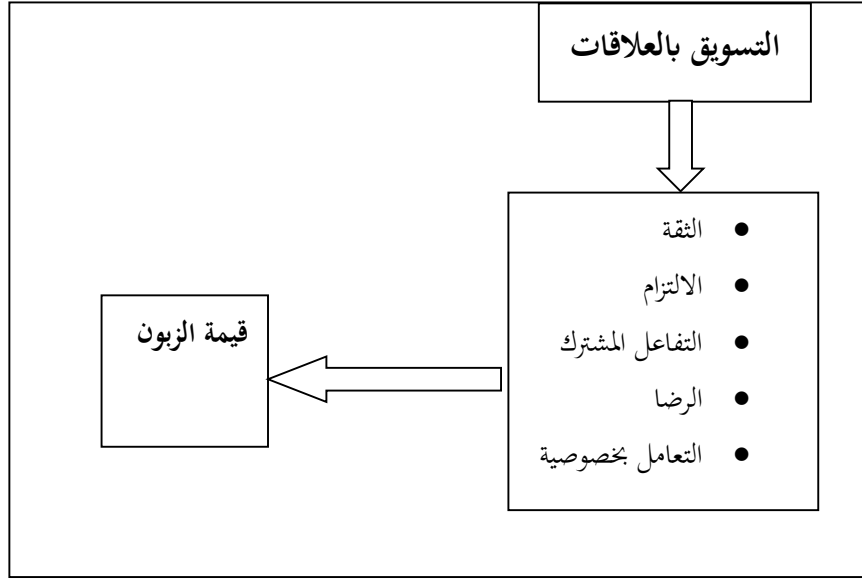 التسويق بالعلاقات
● الثقة
● الالتزام
● التفاعل المشترك
● الرضا
● التعامل بخصوصية
قيمة الزبون